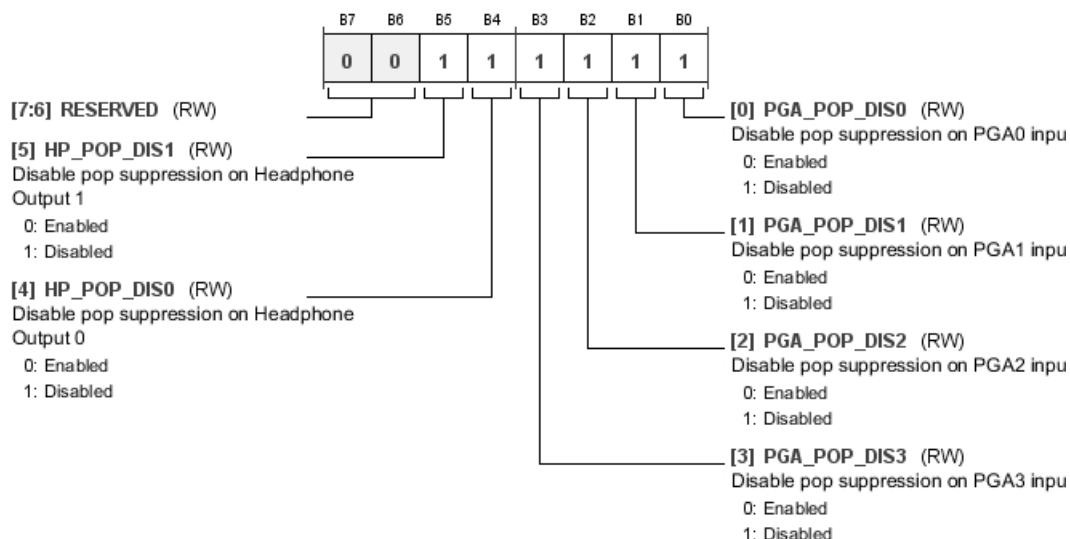 B7 B6 B5 B4 B3 B2 B1 B0
0 0 1 1 1 1 1 1
[7:6] RESERVED (RW)
[5] HP_POP_DIS1 (RW)
Disable pop suppression on Headphone
Output 1
0: Enabled
1: Disabled
[4] HP_POP_DIS0 (RW)
Disable pop suppression on Headphone
Output 0
0: Enabled
1: Disabled
[0] PGA_POP_DIS0 (RW)
Disable pop suppression on PGA0 input
0: Enabled
1: Disabled
[1] PGA_POP_DIS1 (RW)
Disable pop suppression on PGA1 input
0: Enabled
1: Disabled
[2] PGA_POP_DIS2 (RW)
Disable pop suppression on PGA2 input
0: Enabled
1: Disabled
[3] PGA_POP_DIS3 (RW)
Disable pop suppression on PGA3 input
0: Enabled
1: Disabled